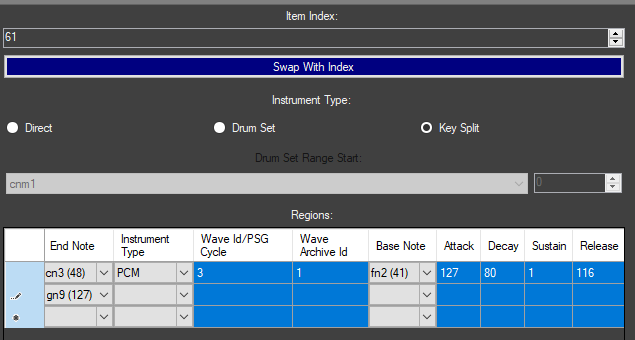 Item Index:
61
Swap With Index
Instrument Type:
Direct Drum Set Key Split
Drum Set Range Start:
cnm1 0
Regions:
End Note Instrument Type Wave Id/PSG Cycle Wave Archive Id Base Note Attack Decay Sustain Release
cn3 (48) PCM 3 1 fn2 (41) 127 80 1 116
gn9 (127)